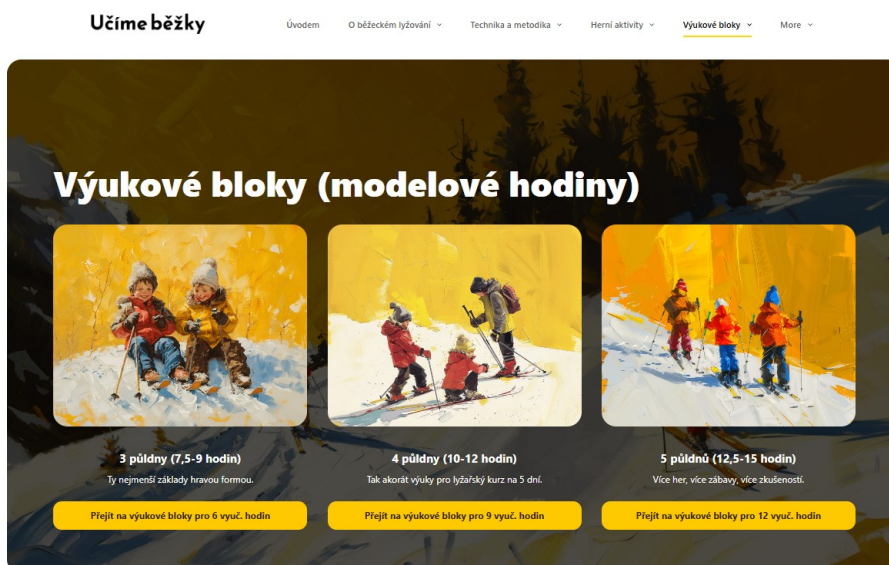 Učíme běžky
Úvodem
O běžeckém lyžování
Technika a metodika
Herní aktivity
Výukové bloky
More
Výukové bloky (modelové hodiny)
3 půldny (7,5-9 hodin)
Ty nejmenší základy hravou formou.
Přejít na výukové bloky pro 6 vyuč. hodin
4 půldny (10-12 hodin)
Tak akorát výuky pro lyžařský kurz na 5 dní.
Přejít na výukové bloky pro 9 vyuč. hodin
5 půldnů (12,5-15 hodin)
Více her, více zábavy, více zkušeností.
Přejít na výukové bloky pro 12 vyuč. hodin